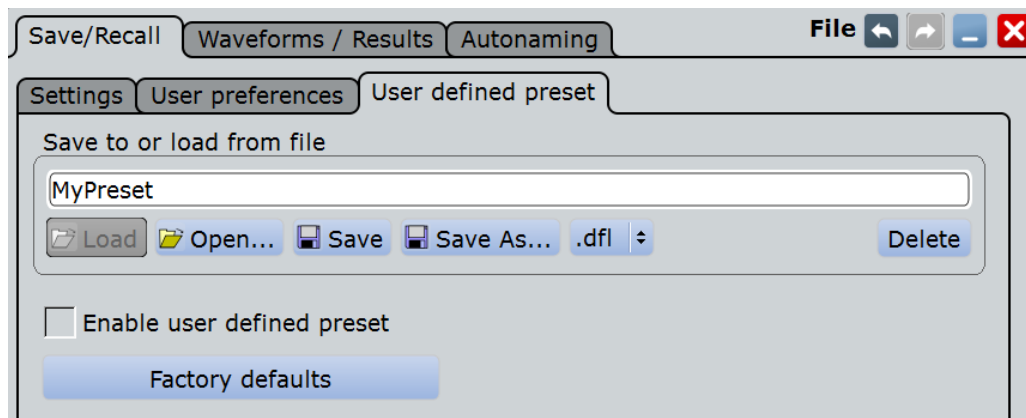 Save/Recall Waveforms / Results Autonaming File
Settings User preferences User defined preset
Save to or load from file
MyPreset
Load Open... Save Save As... .dfl Delete
Enable user defined preset
Factory defaults